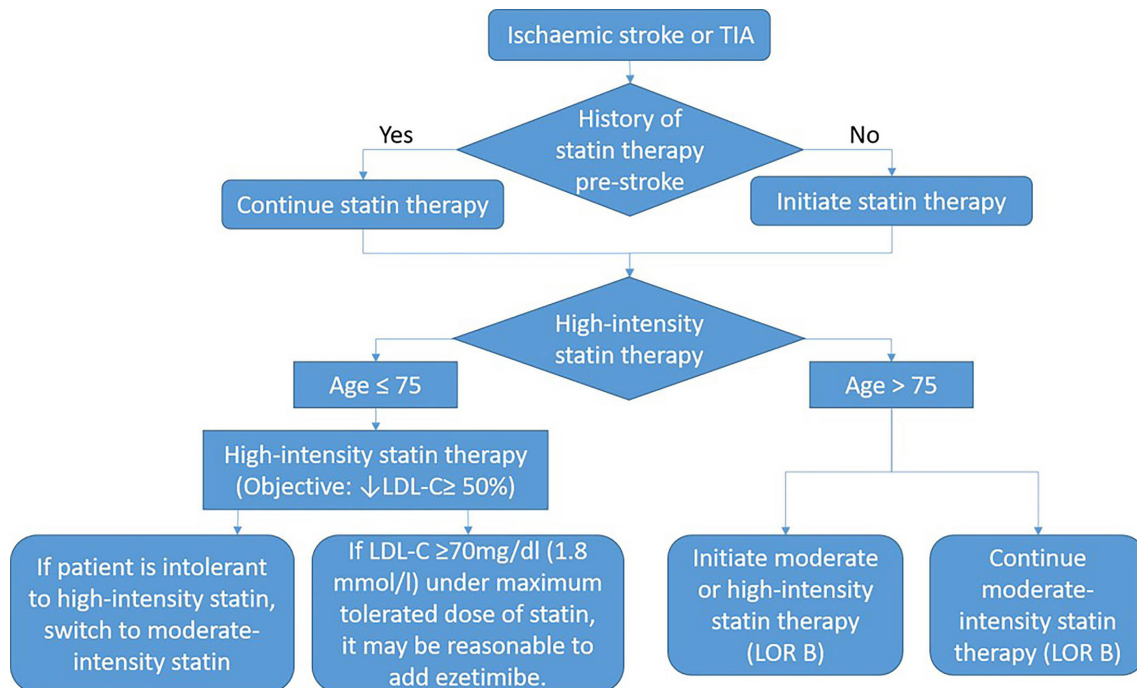 Ischaemic stroke or TIA
History of
statin therapy
pre-stroke
Yes
No
Continue statin therapy
Initiate statin therapy
High-intensity
statin therapy
Age ≤ 75
Age > 75
High-intensity statin therapy
(Objective: ↓LDL-C≥ 50%)
If patient is intolerant
to high-intensity statin,
switch to moderate-
intensity statin
If LDL-C ≥70mg/dl (1.8
mmol/l) under maximum
tolerated dose of statin,
it may be reasonable to
add ezetimibe.
Initiate moderate
or high-intensity
statin therapy
(LOR B)
Continue
moderate-
intensity statin
therapy (LOR B)